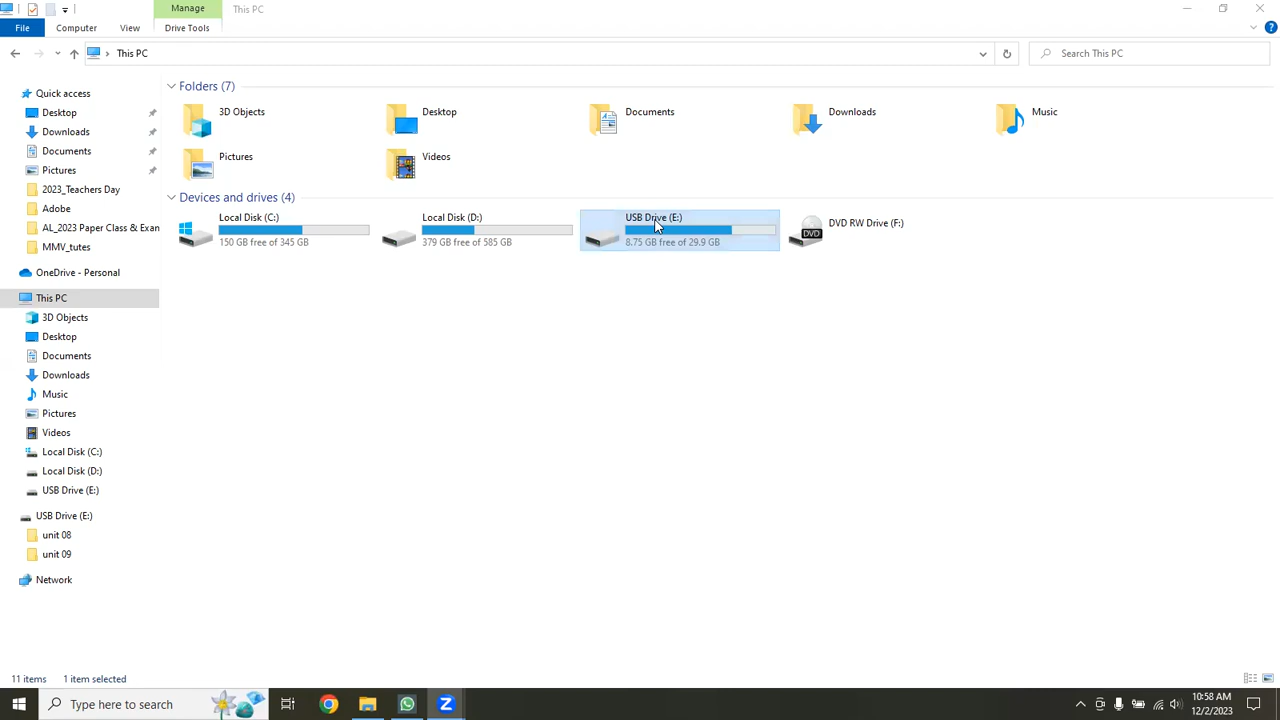 Manage
This PC
File
Computer
View
Drive Tools
This PC
Search This PC
Quick access
Desktop
Downloads
Documents
Pictures
2023_Teachers Day
Adobe
AL_2023 Paper Class & Exan
MMV_tutes
OneDrive - Personal
This PC
3D Objects
Desktop
Documents
Downloads
Music
Pictures
Videos
Local Disk (C:)
Local Disk (D:)
USB Drive (E:)
USB Drive (E:)
unit 08
unit 09
Network
Folders (7)
3D Objects
Desktop
Documents
Downloads
Music
Pictures
Videos
Devices and drives (4)
Local Disk (C:)
150 GB free of 345 GB
Local Disk (D:)
379 GB free of 585 GB
USB Drive (E:)
8.75 GB free of 29.9 GB
DVD
DVD RW Drive (F:)
11 items
1 item selected
Type here to search
10:58 AM
12/2/2023